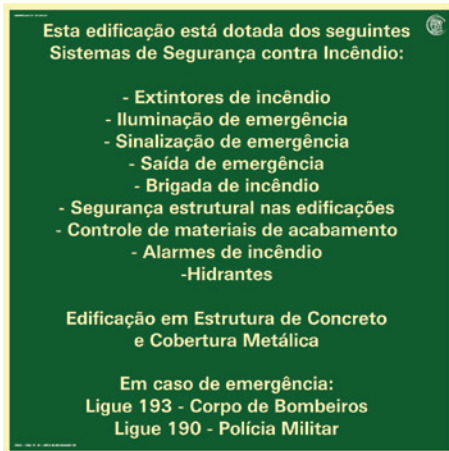 Esta edificação está dotada dos seguintes
Sistemas de Segurança contra Incêndio:
- Extintores de incêndio
- Iluminação de emergência
- Sinalização de emergência
- Saída de emergência
- Brigada de incêndio
- Segurança estrutural nas edificações
- Controle de materiais de acabamento
- Alarmes de incêndio
-Hidrantes
Edificação em Estrutura de Concreto
e Cobertura Metálica
Em caso de emergência:
Ligue 193 - Corpo de Bombeiros
Ligue 190 - Polícia Militar